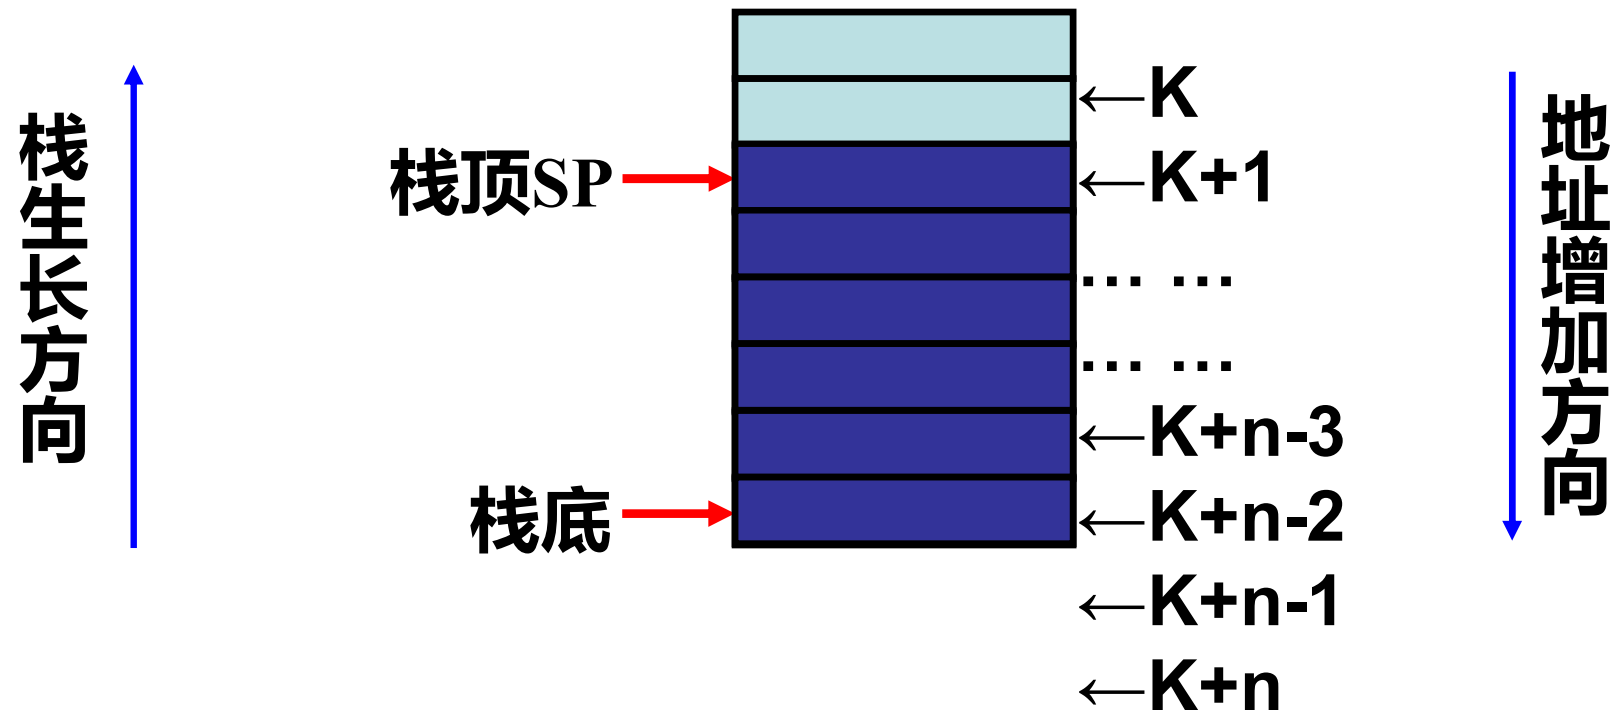 栈生长方向
栈顶SP
栈底
←K
←K+1
... ...
... ...
←K+n-3
←K+n-2
←K+n-1
←K+n
地址增加方向